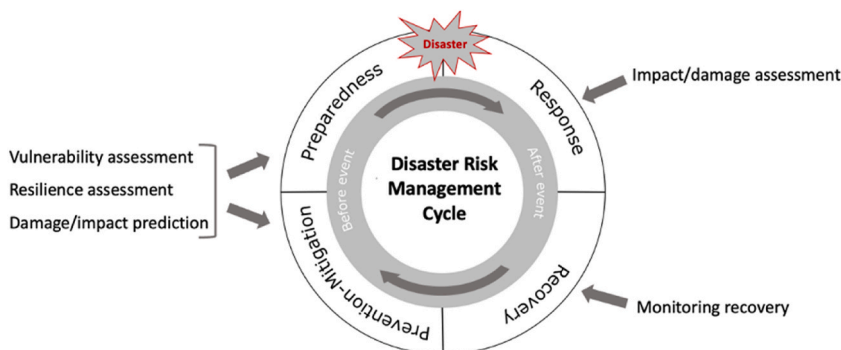 Disaster
Preparedness
Response
Impact/damage assessment
Vulnerability assessment
Resilience assessment
Damage/impact prediction
Before event
Disaster Risk
Management
Cycle
After event
Prevention-Mitigation
Recovery
Monitoring recovery